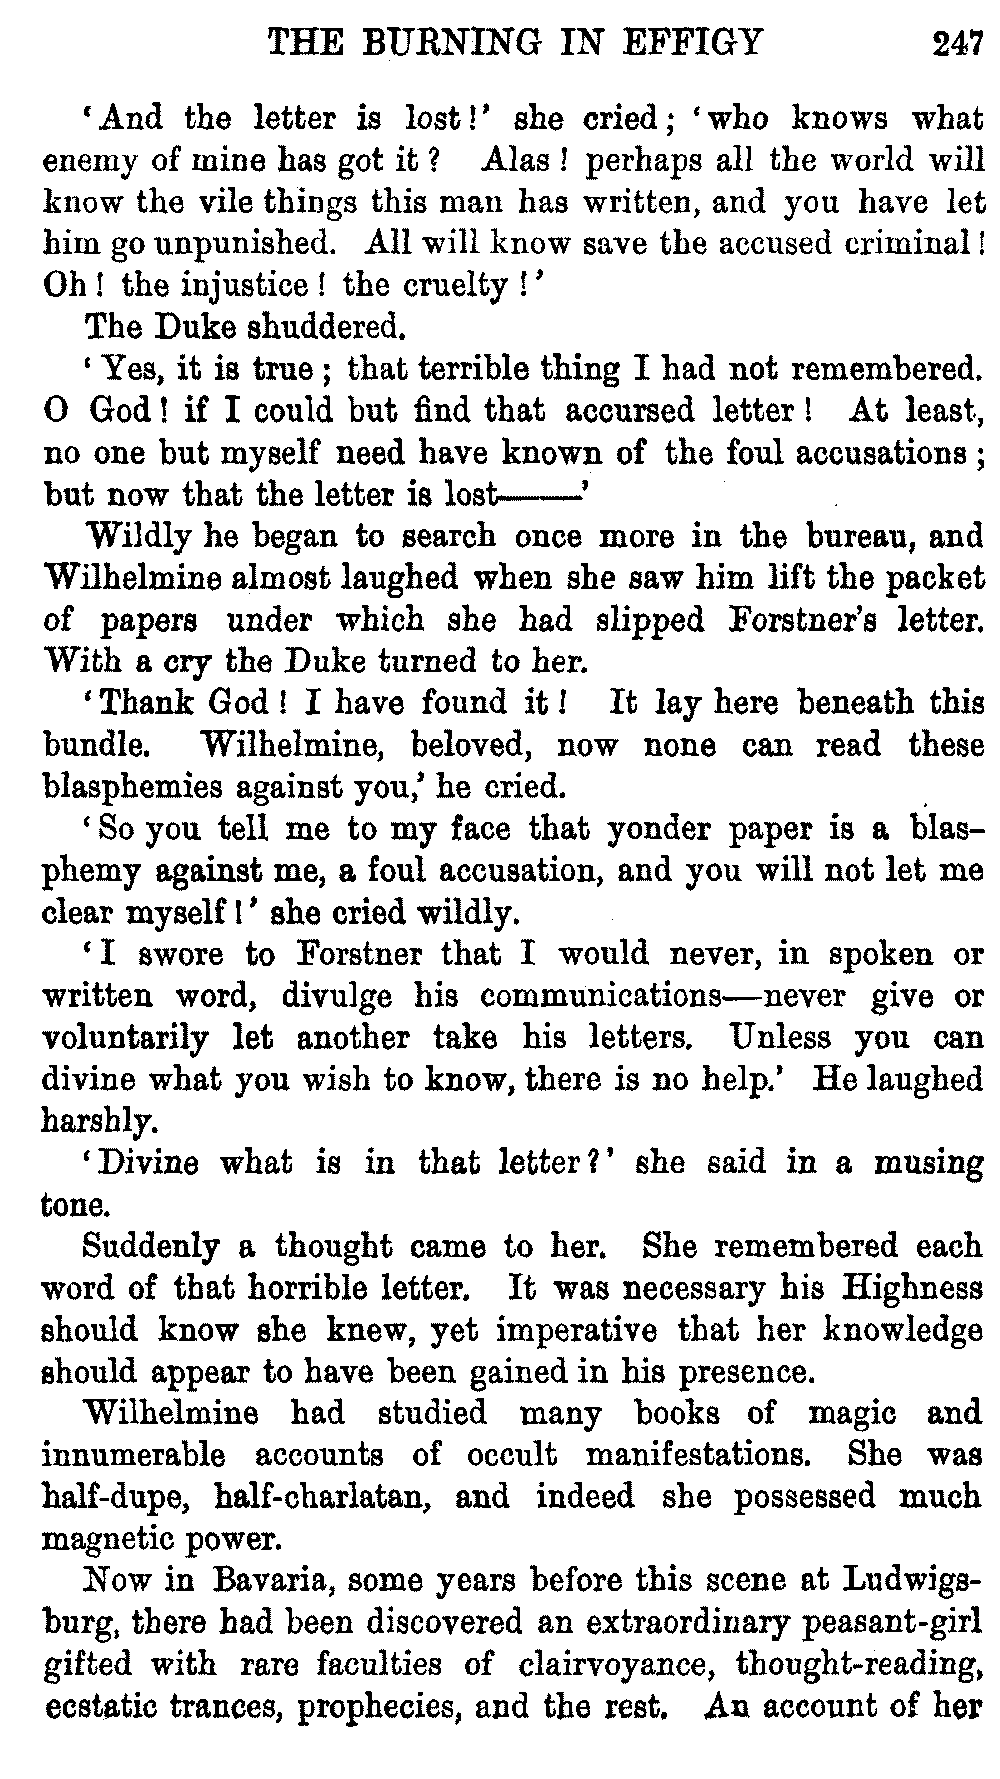 THE BURNING IN EFFIGY 247
‘And the letter is lost!’ she cried; ‘who knows what
enemy of mine has got it? Alas! perhaps all the world will
know the vile things this man has written, and you have let
him go unpunished. All will know save the accused criminal!
Oh! the injustice! the cruelty!’
The Duke shuddered.
‘Yes, it is true; that terrible thing I had not remembered.
O God! if I could but find that accursed letter! At least,
no one but myself need have known of the foul accusations;
but now that the letter is lost——’
Wildly he began to search once more in the bureau, and
Wilhelmine almost laughed when she saw him lift the packet
of papers under which she had slipped Forstner’s letter.
With a cry the Duke turned to her.
‘Thank God! I have found it! It lay here beneath this
bundle. Wilhelmine, beloved, now none can read these
blasphemies against you,’ he cried.
‘So you tell me to my face that yonder paper is a blas-
phemy against me, a foul accusation, and you will not let me
clear myself!’ she cried wildly.
‘I swore to Forstner that I would never, in spoken or
written word, divulge his communications—never give or
voluntarily let another take his letters. Unless you can
divine what you wish to know, there is no help.’ He laughed
harshly.
‘Divine what is in that letter?’ she said in a musing
tone.
Suddenly a thought came to her. She remembered each
word of that horrible letter. It was necessary his Highness
should know she knew, yet imperative that her knowledge
should appear to have been gained in his presence.
Wilhelmine had studied many books of magic and
innumerable accounts of occult manifestations. She was
half-dupe, half-charlatan, and indeed she possessed much
magnetic power.
Now in Bavaria, some years before this scene at Ludwigs-
burg, there had been discovered an extraordinary peasant-girl
gifted with rare faculties of clairvoyance, thought-reading,
ecstatic trances, prophecies, and the rest. An account of her